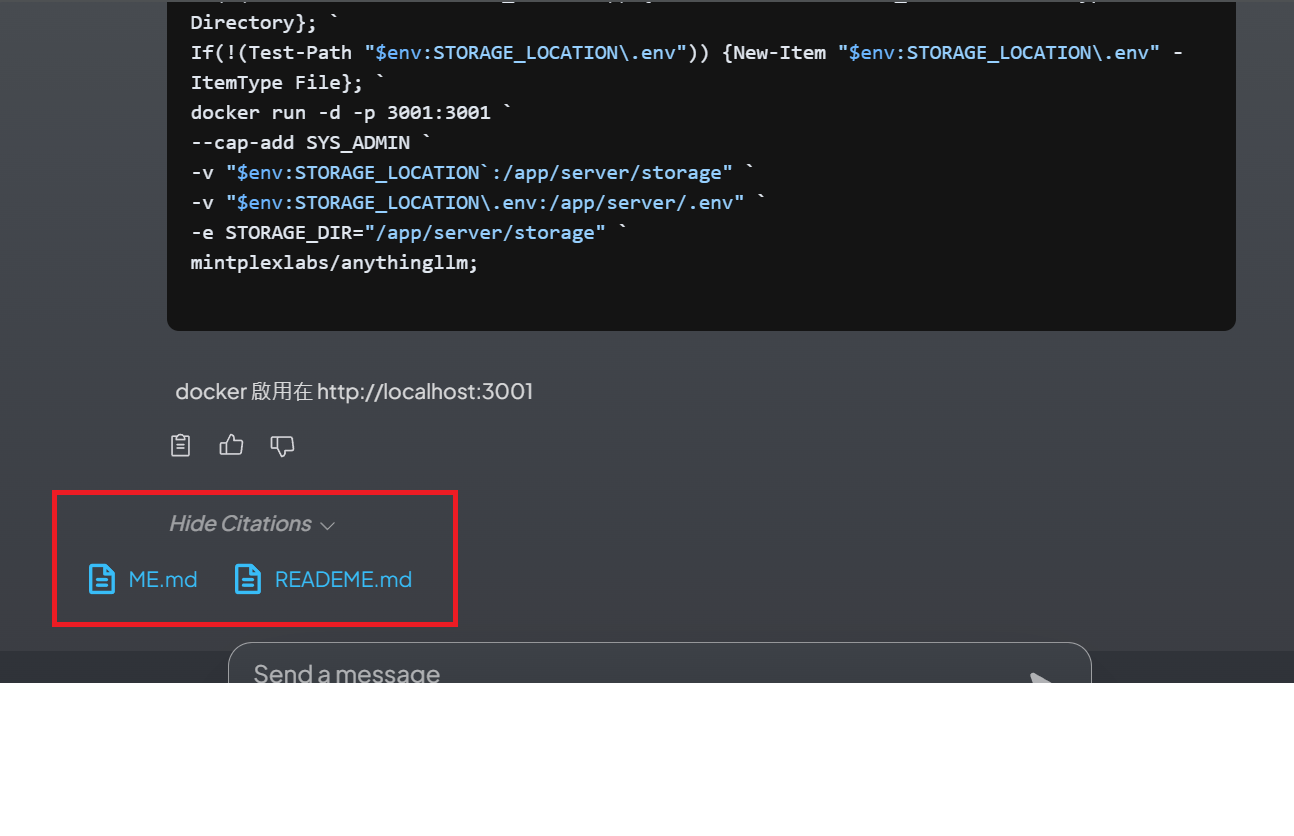 Directory}; `
If(!(Test-Path "$env:STORAGE_LOCATION\.env")) {New-Item "$env:STORAGE_LOCATION\.env" -
ItemType File}; `
docker run -d -p 3001:3001 `
--cap-add SYS_ADMIN `
-v "$env:STORAGE_LOCATION`:/app/server/storage" `
-v "$env:STORAGE_LOCATION\.env:/app/server/.env" `
-e STORAGE_DIR="/app/server/storage" `
mintplexlabs/anythingllm;
docker 啟用在 http://localhost:3001
Hide Citations
ME.md READEME.md
Send a message